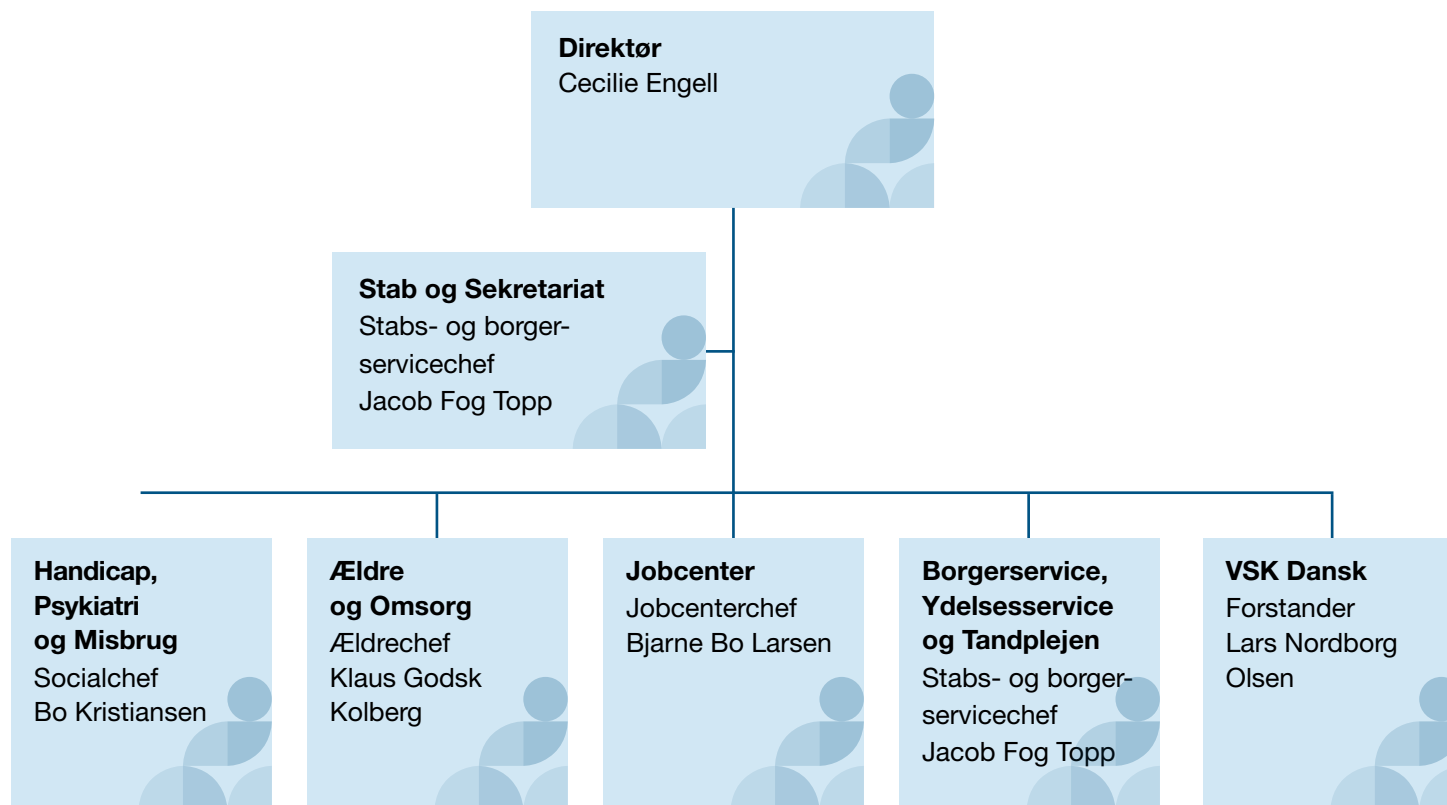 Direktør
Cecilie Engell
Stab og Sekretariat
Stabs- og borger-
servicechef
Jacob Fog Topp
Handicap,
Psykiatri
og Misbrug
Socialchef
Bo Kristiansen
Ældre
og Omsorg
Ældrechef
Klaus Godsk
Kolberg
Jobcenter
Jobcenterchef
Bjarne Bo Larsen
Borgerservice,
Ydelsesservice
og Tandplejen
Stabs- og borger-
servicechef
Jacob Fog Topp
VSK Dansk
Forstander
Lars Nordborg
Olsen